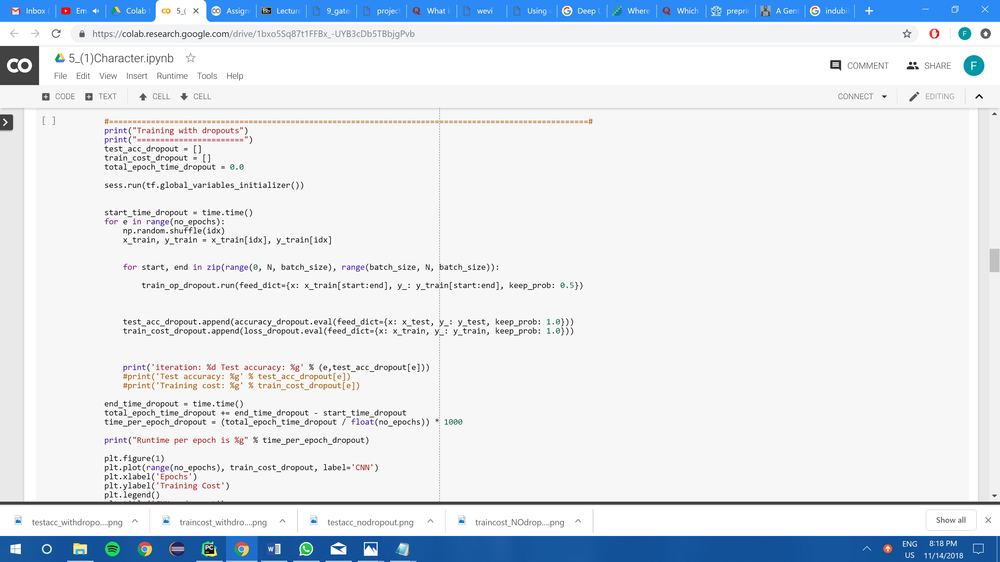 Inbox (
Em
Colab
5_(
Assign
Bb Lecture
9_gate
project
What is
wevi
Using
Deep L
Where
Which
preprin
A Gent
indubi
https://colab.research.google.com/drive/1bxo5Sq87t1FFBx_-UYB3cDb5TBbjgPvb
F
CO 5_(1)Character.ipynb
COMMENT SHARE F
File Edit View Insert Runtime Tools Help
CODE TEXT CELL CELL CONNECT EDITING
[ ]
#=======================================================================================================#
print("Training with dropouts")
print("=======================")
test_acc_dropout = []
train_cost_dropout = []
total_epoch_time_dropout = 0.0
sess.run(tf.global_variables_initializer())
start_time_dropout = time.time()
for e in range(no_epochs):
    np.random.shuffle(idx)
    x_train, y_train = x_train[idx], y_train[idx]
    for start, end in zip(range(0, N, batch_size), range(batch_size, N, batch_size)):
        train_op_dropout.run(feed_dict={x: x_train[start:end], y_: y_train[start:end], keep_prob: 0.5})
    test_acc_dropout.append(accuracy_dropout.eval(feed_dict={x: x_test, y_: y_test, keep_prob: 1.0}))
    train_cost_dropout.append(loss_dropout.eval(feed_dict={x: x_train, y_: y_train, keep_prob: 1.0}))
    print('iteration: %d Test accuracy: %g' % (e,test_acc_dropout[e]))
    #print('Test accuracy: %g' % test_acc_dropout[e])
    #print('Training cost: %g' % train_cost_dropout[e])
end_time_dropout = time.time()
total_epoch_time_dropout += end_time_dropout - start_time_dropout
time_per_epoch_dropout = (total_epoch_time_dropout / float(no_epochs)) * 1000
print("Runtime per epoch is %g" % time_per_epoch_dropout)
plt.figure(1)
plt.plot(range(no_epochs), train_cost_dropout, label='CNN')
plt.xlabel('Epochs')
plt.ylabel('Training Cost')
plt.legend()
testacc_withdropo....png
traincost_withdro....png
testacc_nodropout.png
traincost_NOdrop....png
Show all
PC
W
ENG
US
8:18 PM
11/14/2018